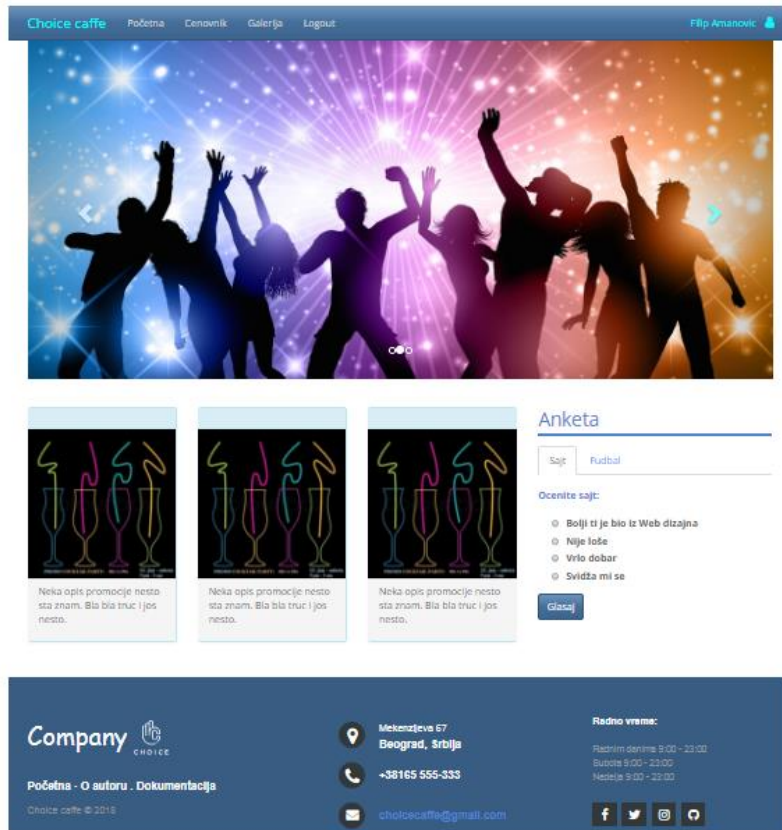 Choice caffe Početna Cenovnik Galerija Logout Filip Amanovic
Neka opis promocije nesto
sta znam. Bla bla truc i jos
nesto.
Neka opis promocije nesto
sta znam. Bla bla truc i jos
nesto.
Neka opis promocije nesto
sta znam. Bla bla truc i jos
nesto.
Anketa
Sajt Fudbal
Ocenite sajt:
Bolji ti je bio iz Web dizajna
Nije loše
Vrlo dobar
Svidža mi se
Glasaj
Company
CHOICE
Početna - O autoru . Dokumentacija
Choice caffe © 2018
Mekenzijeva 67
Beograd, Srbija
+38165 555-333
choicecaffe@gmail.com
Radno vreme:
Radnim danima 9:00 - 23:00
Subota 9:00 - 23:00
Nedelja 9:00 - 23:00